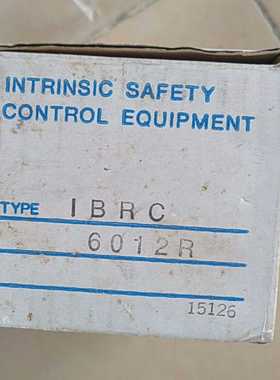 INTRINSIC SAFETY
CONTROL EQUIPMENT
TYPE IBRC
6012R
15126